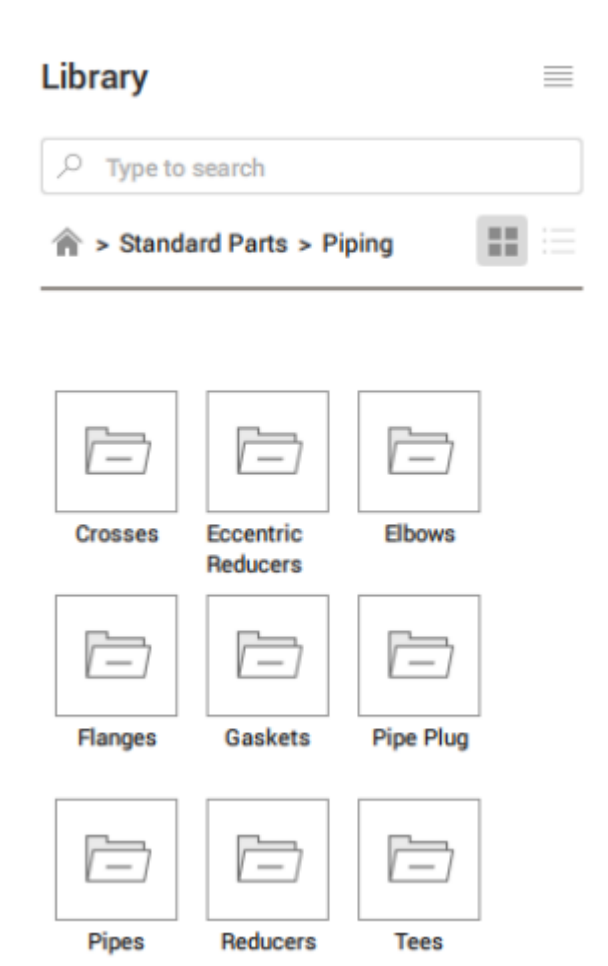 Library
Type to search
> Standard Parts > Piping
Crosses
Eccentric
Reducers
Elbows
Flanges
Gaskets
Pipe Plug
Pipes
Reducers
Tees